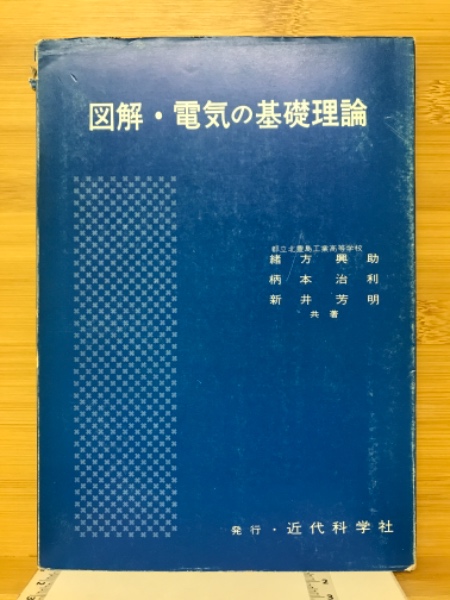 図解・電気の基礎理論
都立北豊島工業高等学校
緒方興助
柄本治利
新井芳明
共著
発行・近代科学社
2
3